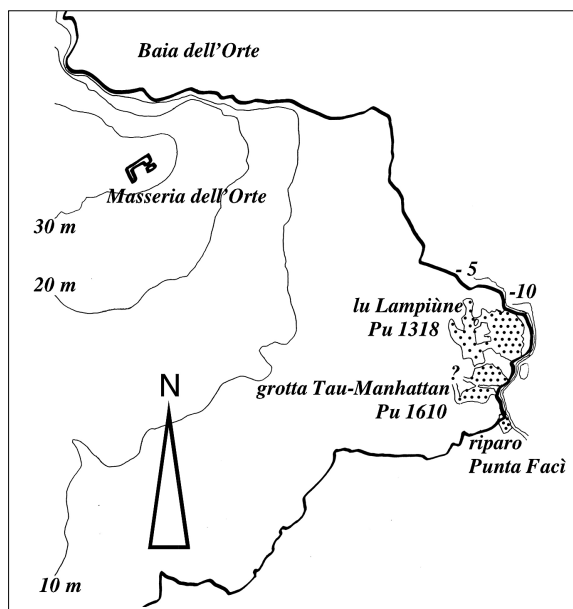 Baia dell'Orte
Masseria dell'Orte
30 m
20 m
- 5
-10
lu Lampiùne
Pu 1318
?
grotta Tau-Manhattan
Pu 1610
N
riparo
Punta Facì
10 m